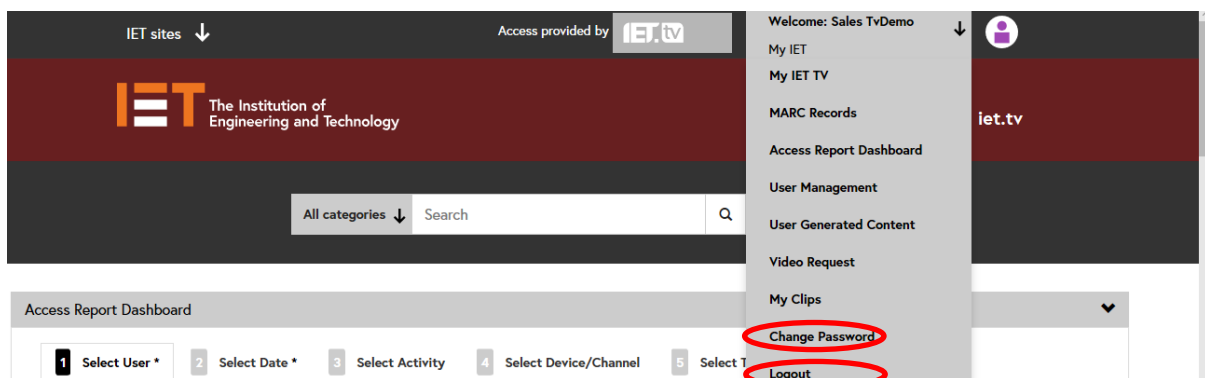 IET sites
Access provided by IET.tv
Welcome: Sales TvDemo
My IET
My IET TV
MARC Records
Access Report Dashboard
User Management
User Generated Content
Video Request
My Clips
Change Password
Logout
IET The Institution of
Engineering and Technology
iet.tv
All categories Search
Access Report Dashboard
1 Select User * 2 Select Date * 3 Select Activity 4 Select Device/Channel 5 Select